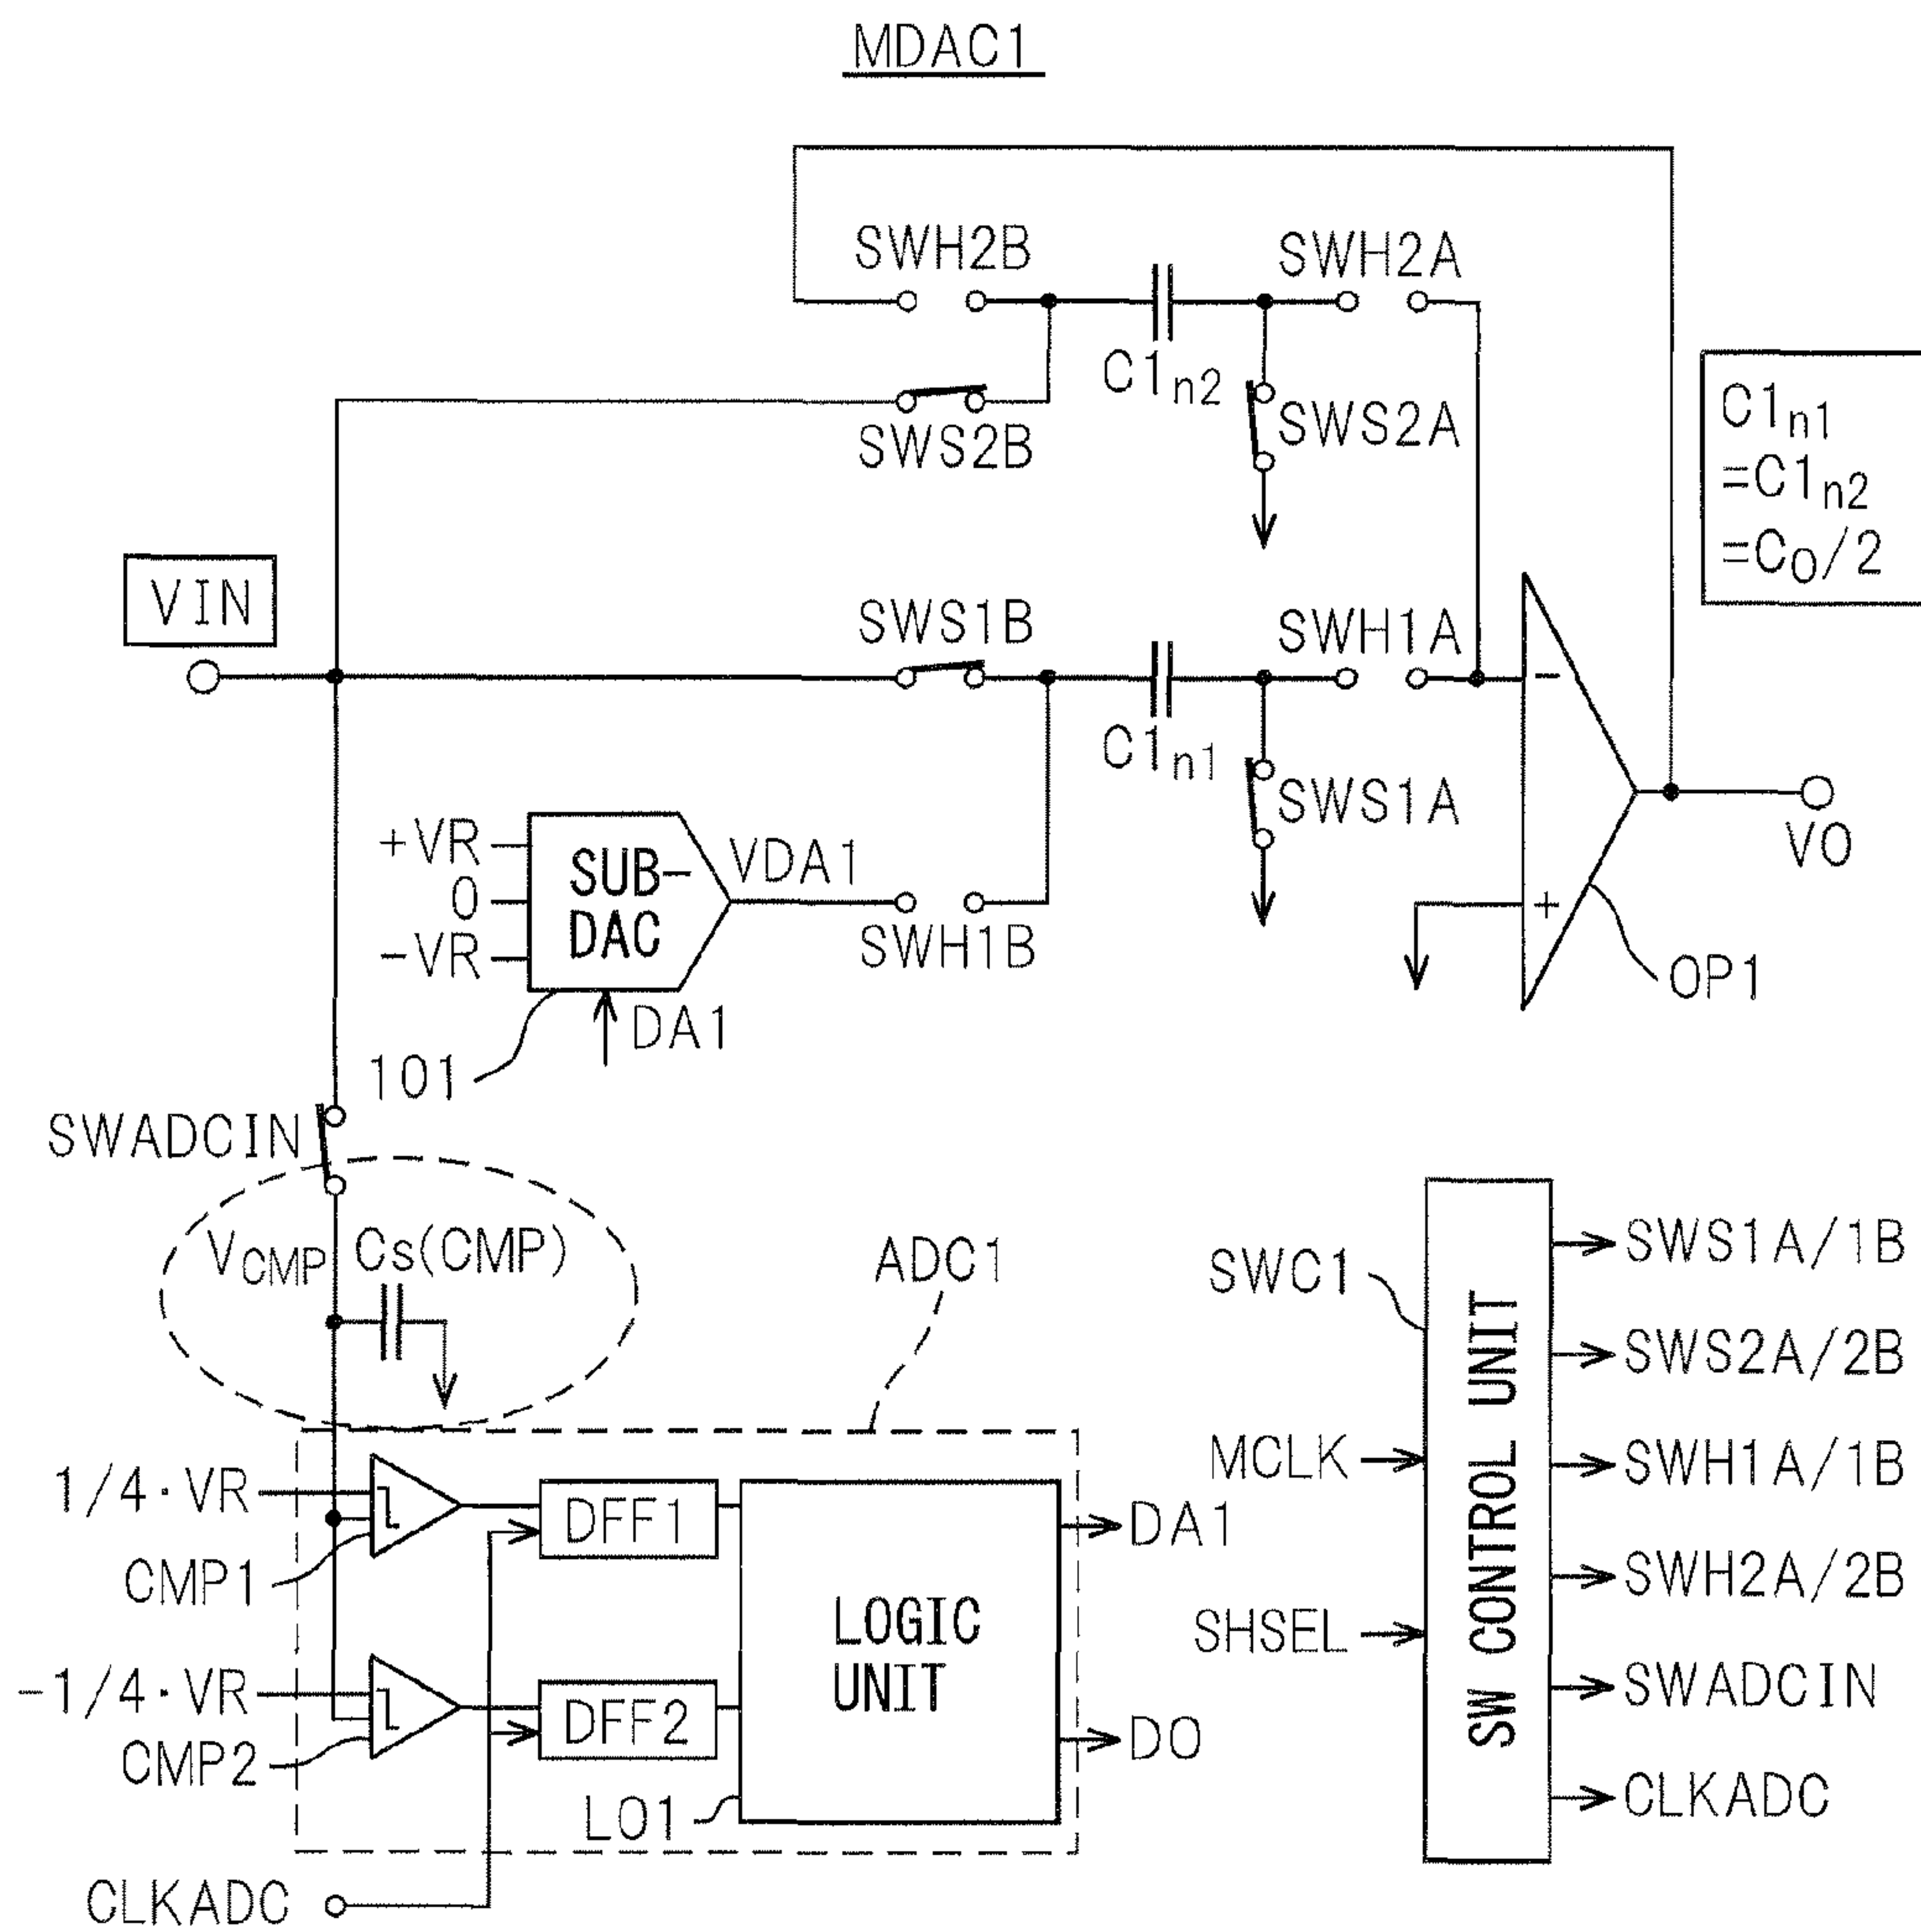 MDAC1
SWH2B
SWH2A
C1n2
SWS2B
SWS2A
C1n1
=C1n2
=C0/2
VIN
SWS1B
SWH1A
-
C1n1
SWS1A
+VR
0
-VR
SUB-
DAC
VDA1
SWH1B
+
VO
OP1
DA1
101
SWADCIN
VCMP
Cs(CMP)
ADC1
SWC1
SW CONTROL UNIT
SWS1A/1B
SWS2A/2B
MCLK
SWH1A/1B
SWH2A/2B
SHSEL
SWADCIN
CLKADC
1/4·VR
CMP1
DFF1
LOGIC
UNIT
DA1
-1/4·VR
CMP2
DFF2
DO
LO1
CLKADC